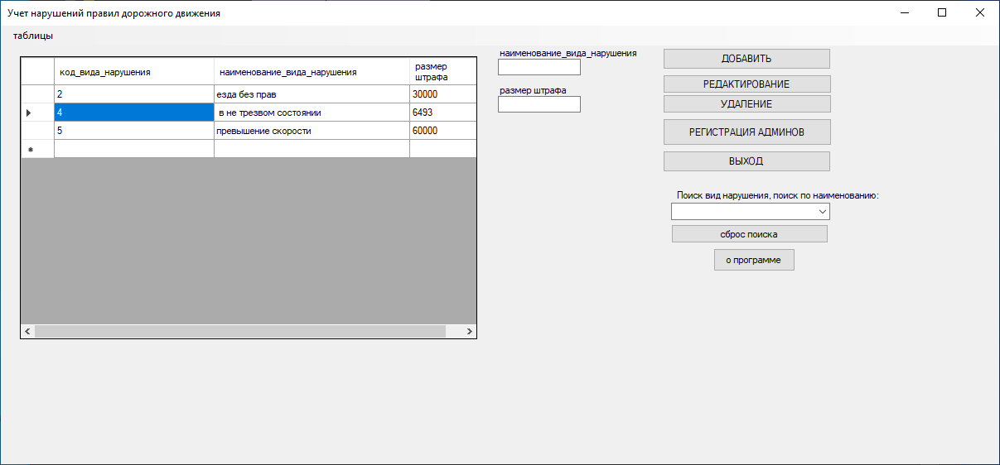 Учет нарушений правил дорожного движения
таблицы
код_вида_нарушения наименование_вида_нарушения размер штрафа
2 езда без прав 30000
4 в не трезвом состоянии 6493
5 превышение скорости 60000
наименование_вида_нарушения
размер штрафа
ДОБАВИТЬ
РЕДАКТИРОВАНИЕ
УДАЛЕНИЕ
РЕГИСТРАЦИЯ АДМИНОВ
ВЫХОД
Поиск вид нарушения, поиск по наименованию:
сброс поиска
о программе